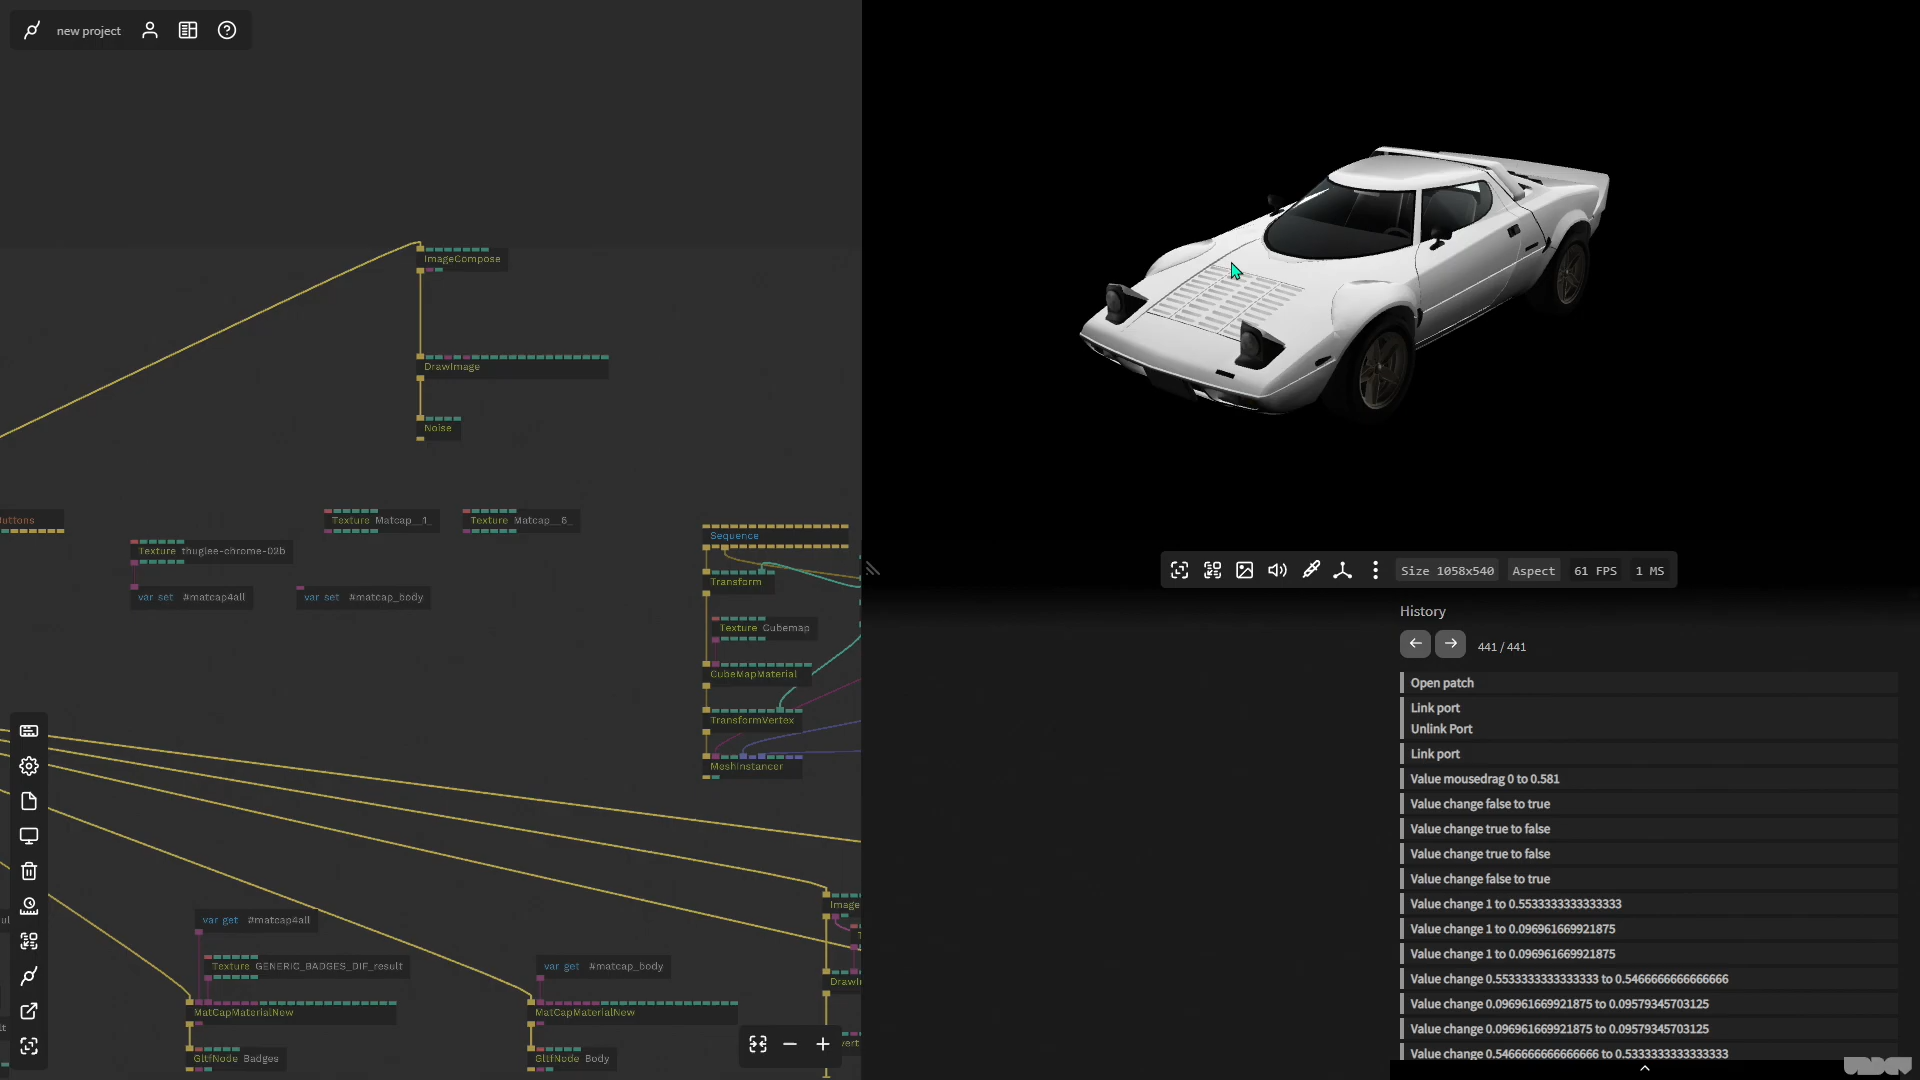 new project
ImageCompose
DrawImage
Noise
Texture Matcap__1_
Texture Matcap__6_
Texture thuglee-chrome-02b
var set #matcap4all
var set #matcap_body
Sequence
Transform
Texture Cubemap
CubeMapMaterial
TransformVertex
MeshInstancer
var get #matcap4all
Texture GENERIC_BADGES_DIF_result
MatCapMaterialNew
GltfNode Badges
var get #matcap_body
MatCapMaterialNew
GltfNode Body
Image
Size 1058x540
Aspect
61 FPS
1 MS
History
441 / 441
Open patch
Link port
Unlink Port
Link port
Value mousedrag 0 to 0.581
Value change false to true
Value change true to false
Value change true to false
Value change false to true
Value change 1 to 0.5533333333333333
Value change 1 to 0.096961669921875
Value change 1 to 0.096961669921875
Value change 0.5533333333333333 to 0.5466666666666666
Value change 0.096961669921875 to 0.09579345703125
Value change 0.096961669921875 to 0.09579345703125
Value change 0.5466666666666666 to 0.5333333333333333